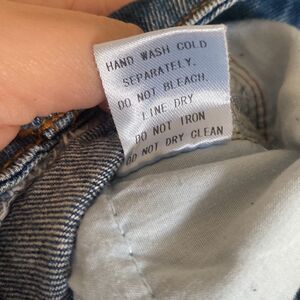 HAND WASH COLD
SEPARATELY.
DO NOT BLEACH.
LINE DRY
DO NOT IRON
DO NOT DRY CLEAN